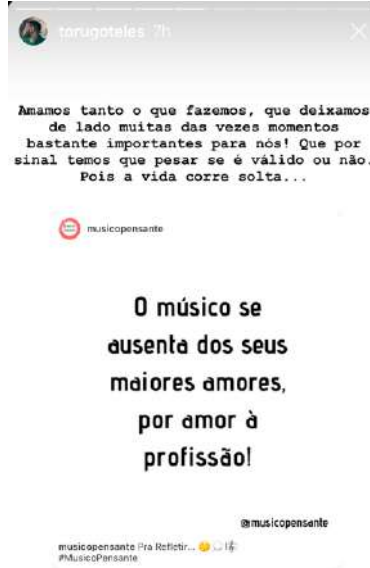 torugoteles 7h
Amamos tanto o que fazemos, que deixamos
de lado muitas das vezes momentos
bastante importantes para nós! Que por
sinal temos que pesar se é válido ou não.
Pois a vida corre solta...
musicopensante
O músico se
ausenta dos seus
maiores amores,
por amor à
profissão!
@musicopensante
musicopensante Pra Refletir...
#MusicoPensante